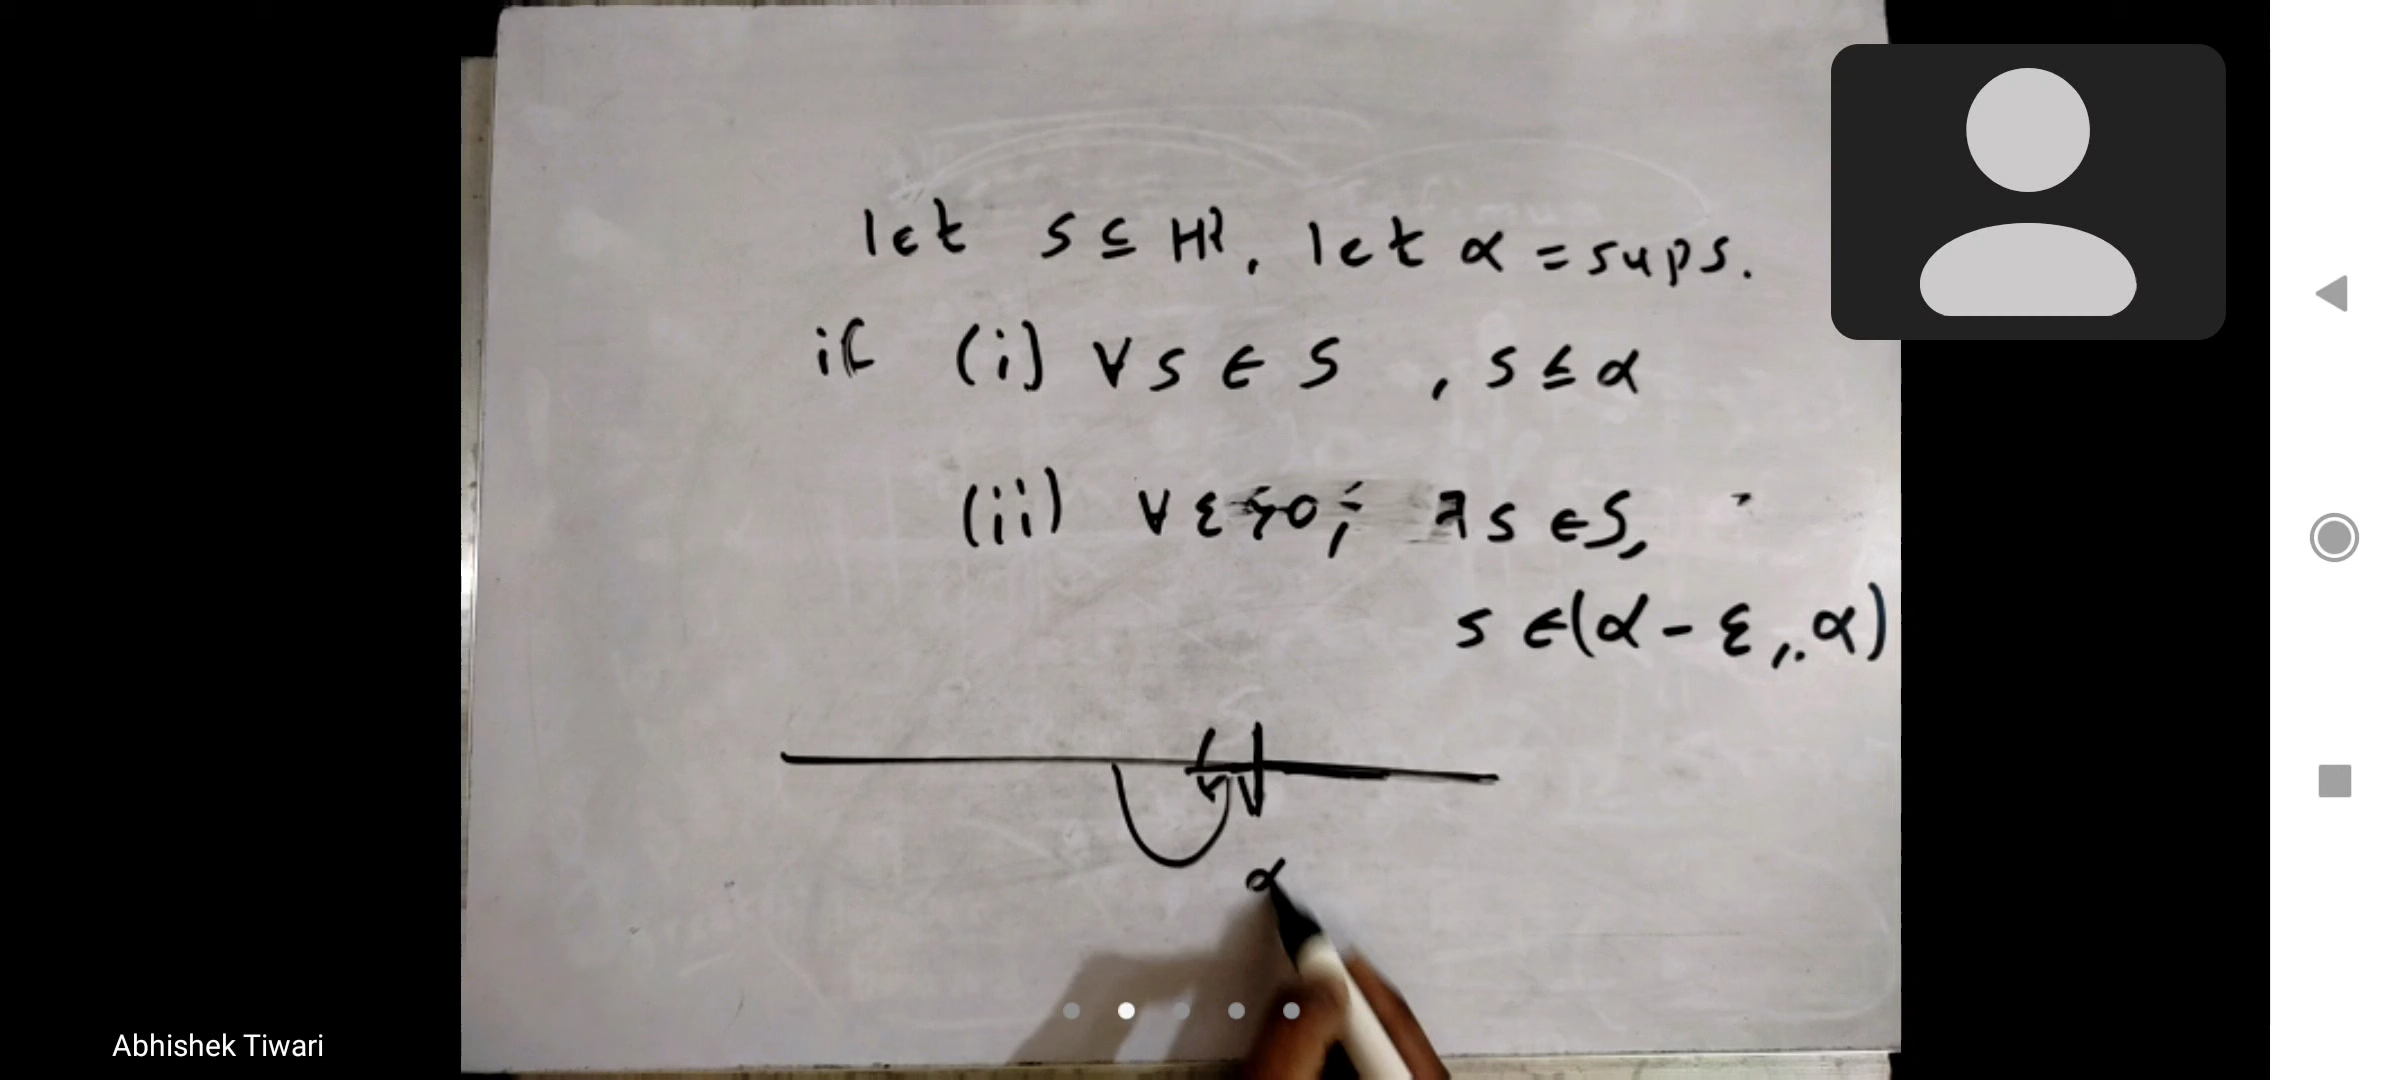 let S ⊆ ℝ, let α = sup S.
if (i) ∀ s ∈ S , s ≤ α
(ii) ∀ ε > 0 ; ∃ s ∈ S,
s ∈ (α - ε, α)
α
Abhishek Tiwari